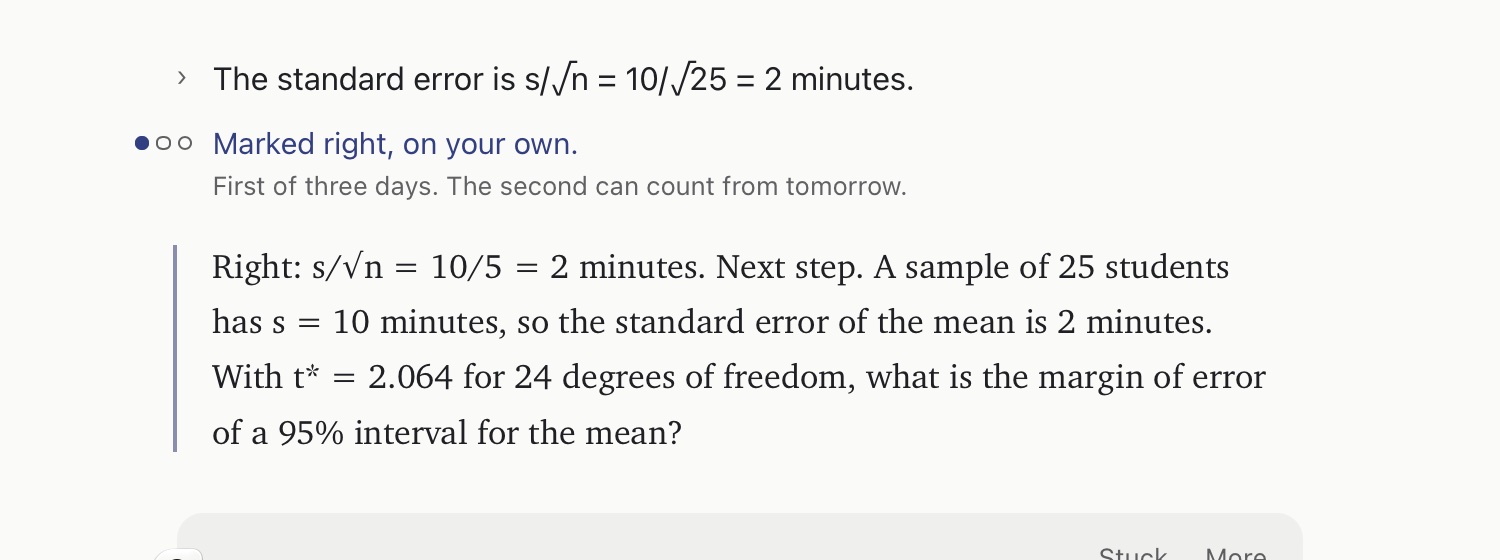 › The standard error is s/√n = 10/√25 = 2 minutes.
Marked right, on your own.
First of three days. The second can count from tomorrow.
Right: s/√n = 10/5 = 2 minutes. Next step. A sample of 25 students
has s = 10 minutes, so the standard error of the mean is 2 minutes.
With t* = 2.064 for 24 degrees of freedom, what is the margin of error
of a 95% interval for the mean?
Stuck More